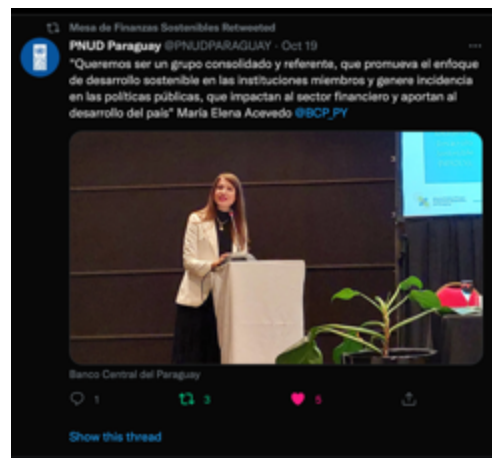 Mesa de Finanzas Sostenibles Retweeted
PNUD Paraguay @PNUDPARAGUAY · Oct 19
"Queremos ser un grupo consolidado y referente, que promueva el enfoque
de desarrollo sostenible en las instituciones miembros y genere incidencia
en las políticas públicas, que impactan al sector financiero y aportan al
desarrollo del país" María Elena Acevedo @BCP_PY
Banco Central del Paraguay
1 3 5
Show this thread